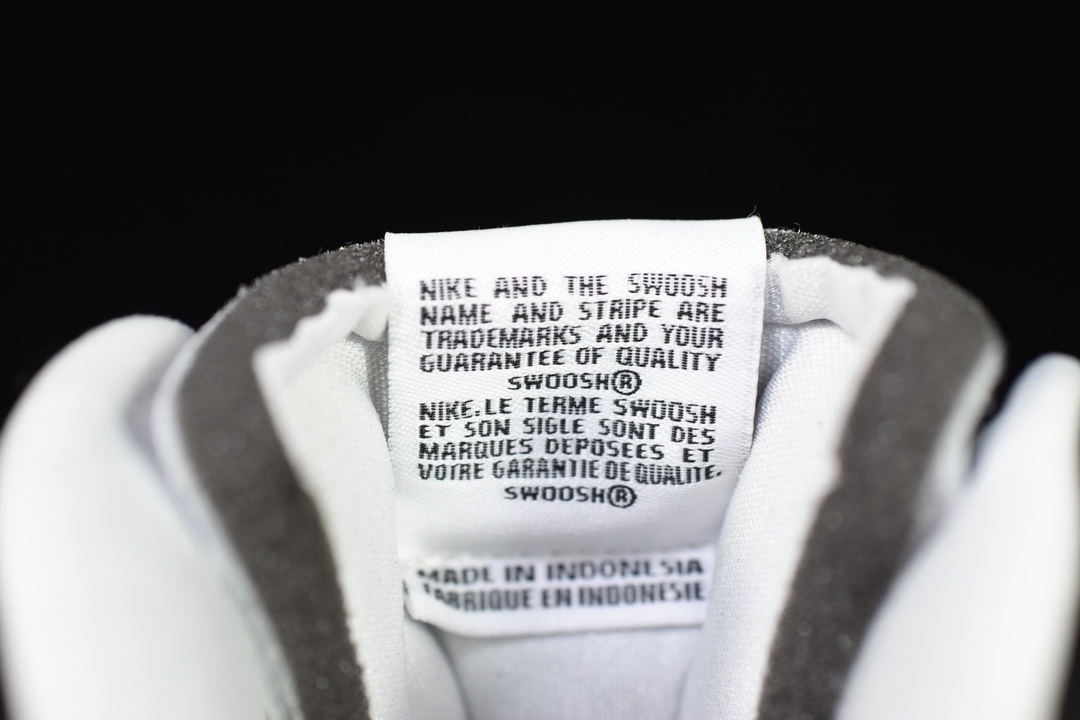 NIKE AND THE SWOOSH
NAME AND STRIPE ARE
TRADEMARKS AND YOUR
GUARANTEE OF QUALITY
SWOOSH®
NIKE.LE TERME SWOOSH
ET SON SIGLE SONT DES
MARQUES DEPOSEES ET
VOTRE GARANTIE DE QUALITE.
SWOOSH®
MADE IN INDONESIA
FABRIQUE EN INDONESIE